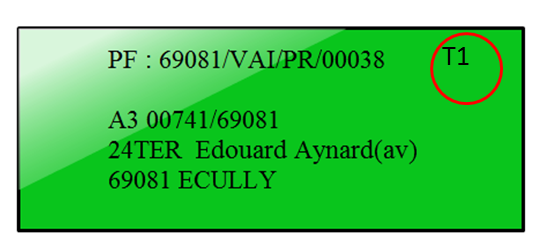 PF : 69081/VAI/PR/00038 T1
A3 00741/69081
24TER Edouard Aynard(av)
69081 ECULLY